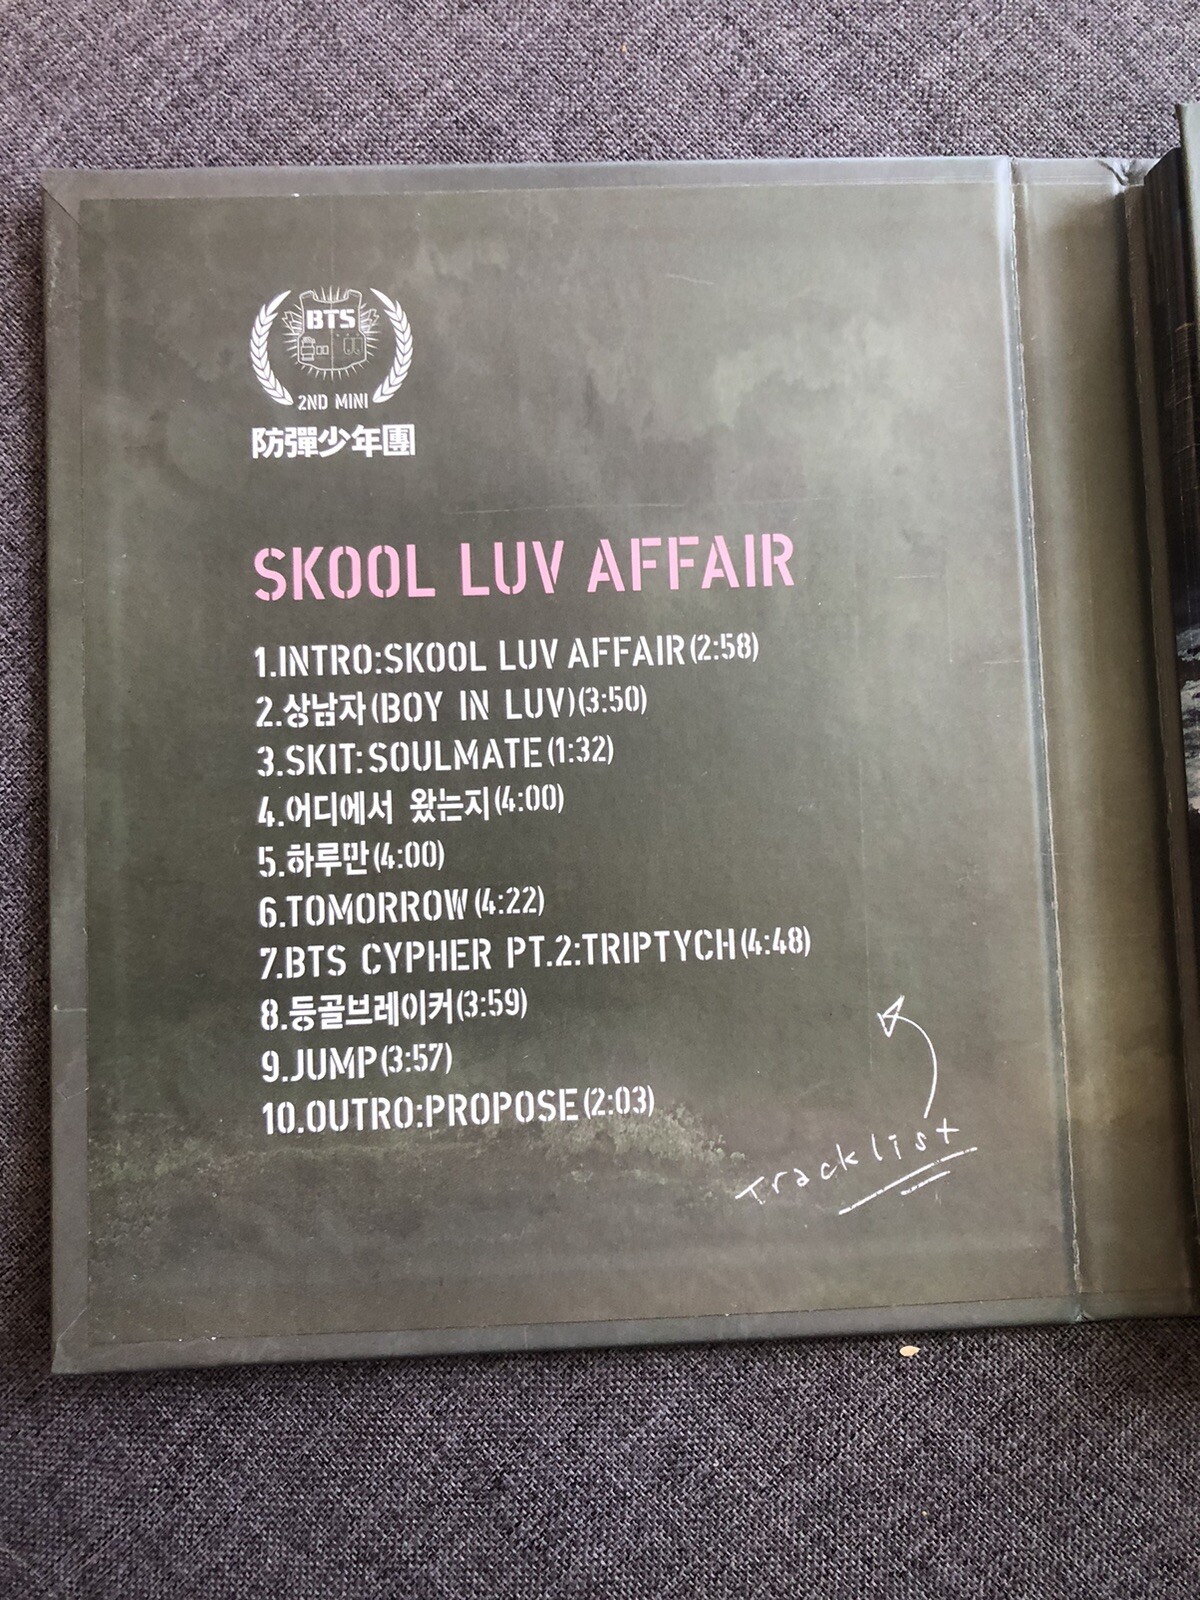 BTS
2ND MINI
防彈少年團
SKOOL LUV AFFAIR
1.INTRO:SKOOL LUV AFFAIR(2:58)
2.상남자(BOY IN LUV)(3:50)
3.SKIT:SOULMATE(1:32)
4.어디에서 왔는지(4:00)
5.하루만(4:00)
6.TOMORROW(4:22)
7.BTS CYPHER PT.2:TRIPTYCH(4:48)
8.등골브레이커(3:59)
9.JUMP(3:57)
10.OUTRO:PROPOSE(2:03)
Tracklist